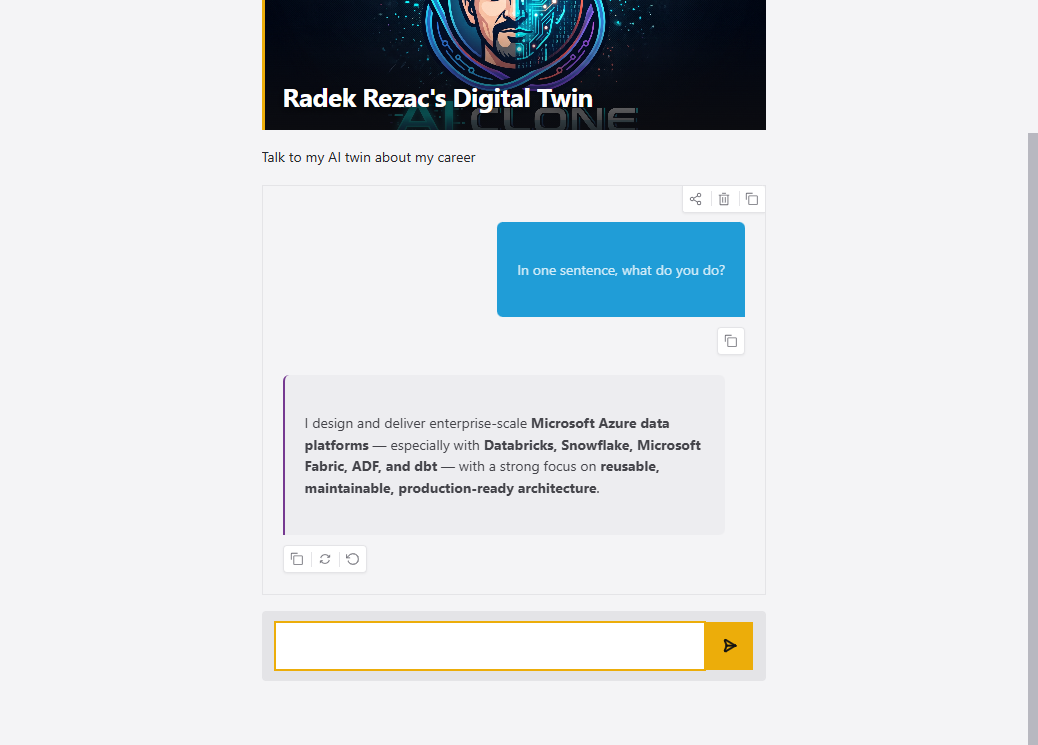 Radek Rezac's Digital Twin
AI CLONE
Talk to my AI twin about my career
In one sentence, what do you do?
I design and deliver enterprise-scale Microsoft Azure data
platforms — especially with Databricks, Snowflake, Microsoft
Fabric, ADF, and dbt — with a strong focus on reusable,
maintainable, production-ready architecture.